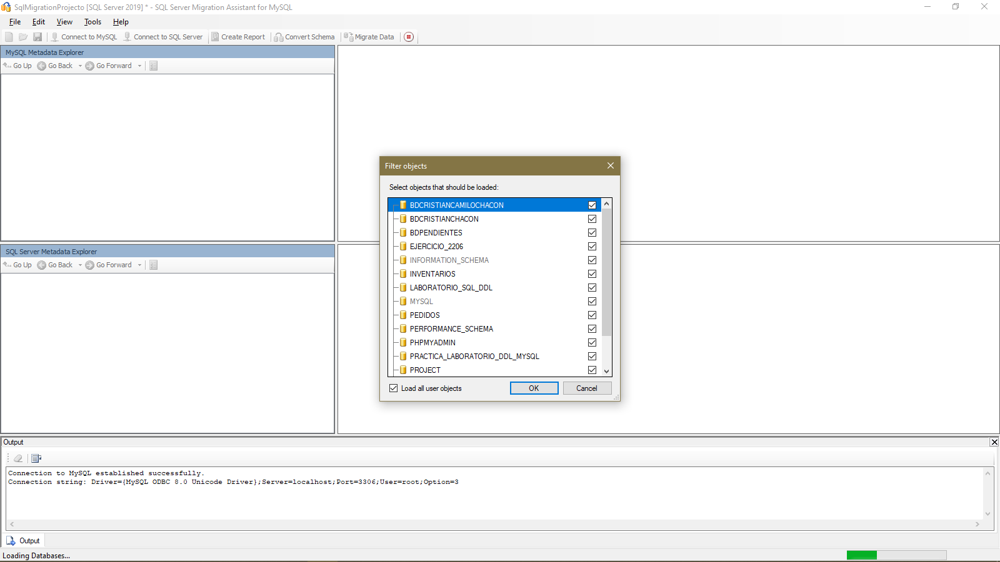 SqlMigrationProjecto [SQL Server 2019] * - SQL Server Migration Assistant for MySQL
File Edit View Tools Help
Connect to MySQL Connect to SQL Server Create Report Convert Schema Migrate Data
MySQL Metadata Explorer
Go Up Go Back Go Forward
SQL Server Metadata Explorer
Go Up Go Back Go Forward
Filter objects
Select objects that should be loaded:
BDCRISTIANCAMILOCHACON
BDCRISTIANCHACON
BDPENDIENTES
EJERCICIO_2206
INFORMATION_SCHEMA
INVENTARIOS
LABORATORIO_SQL_DDL
MYSQL
PEDIDOS
PERFORMANCE_SCHEMA
PHPMYADMIN
PRACTICA_LABORATORIO_DDL_MYSQL
PROJECT
Load all user objects OK Cancel
Output
Connection to MySQL established successfully.
Connection string: Driver={MySQL ODBC 8.0 Unicode Driver};Server=localhost;Port=3306;User=root;Option=3
Output
Loading Databases...